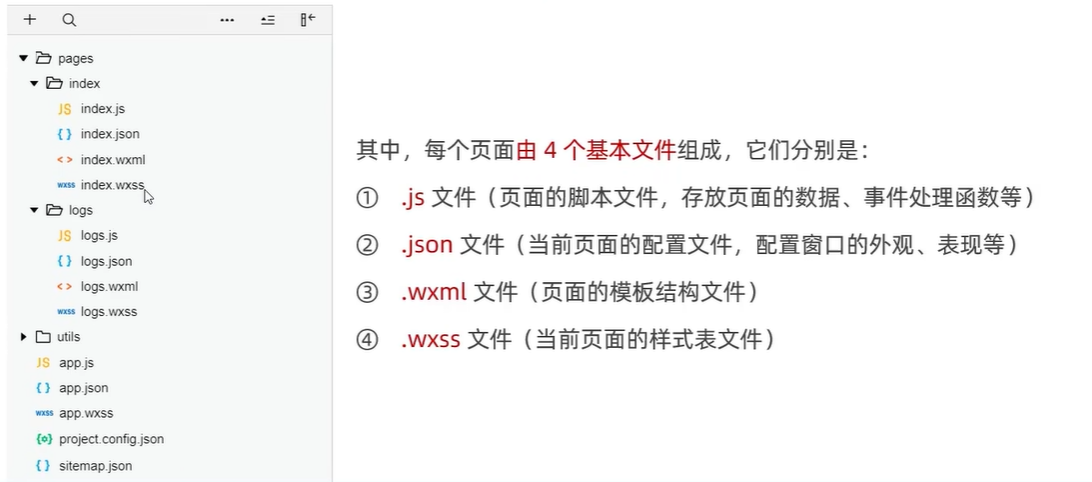 pages
index
JS index.js
{ } index.json
< > index.wxml
wxss index.wxss
logs
JS logs.js
{ } logs.json
< > logs.wxml
wxss logs.wxss
utils
JS app.js
{ } app.json
wxss app.wxss
{o} project.config.json
{ } sitemap.json
其中，每个页面由 4 个基本文件组成，它们分别是：
① .js 文件（页面的脚本文件，存放页面的数据、事件处理函数等）
② .json 文件（当前页面的配置文件，配置窗口的外观、表现等）
③ .wxml 文件（页面的模板结构文件）
④ .wxss 文件（当前页面的样式表文件）